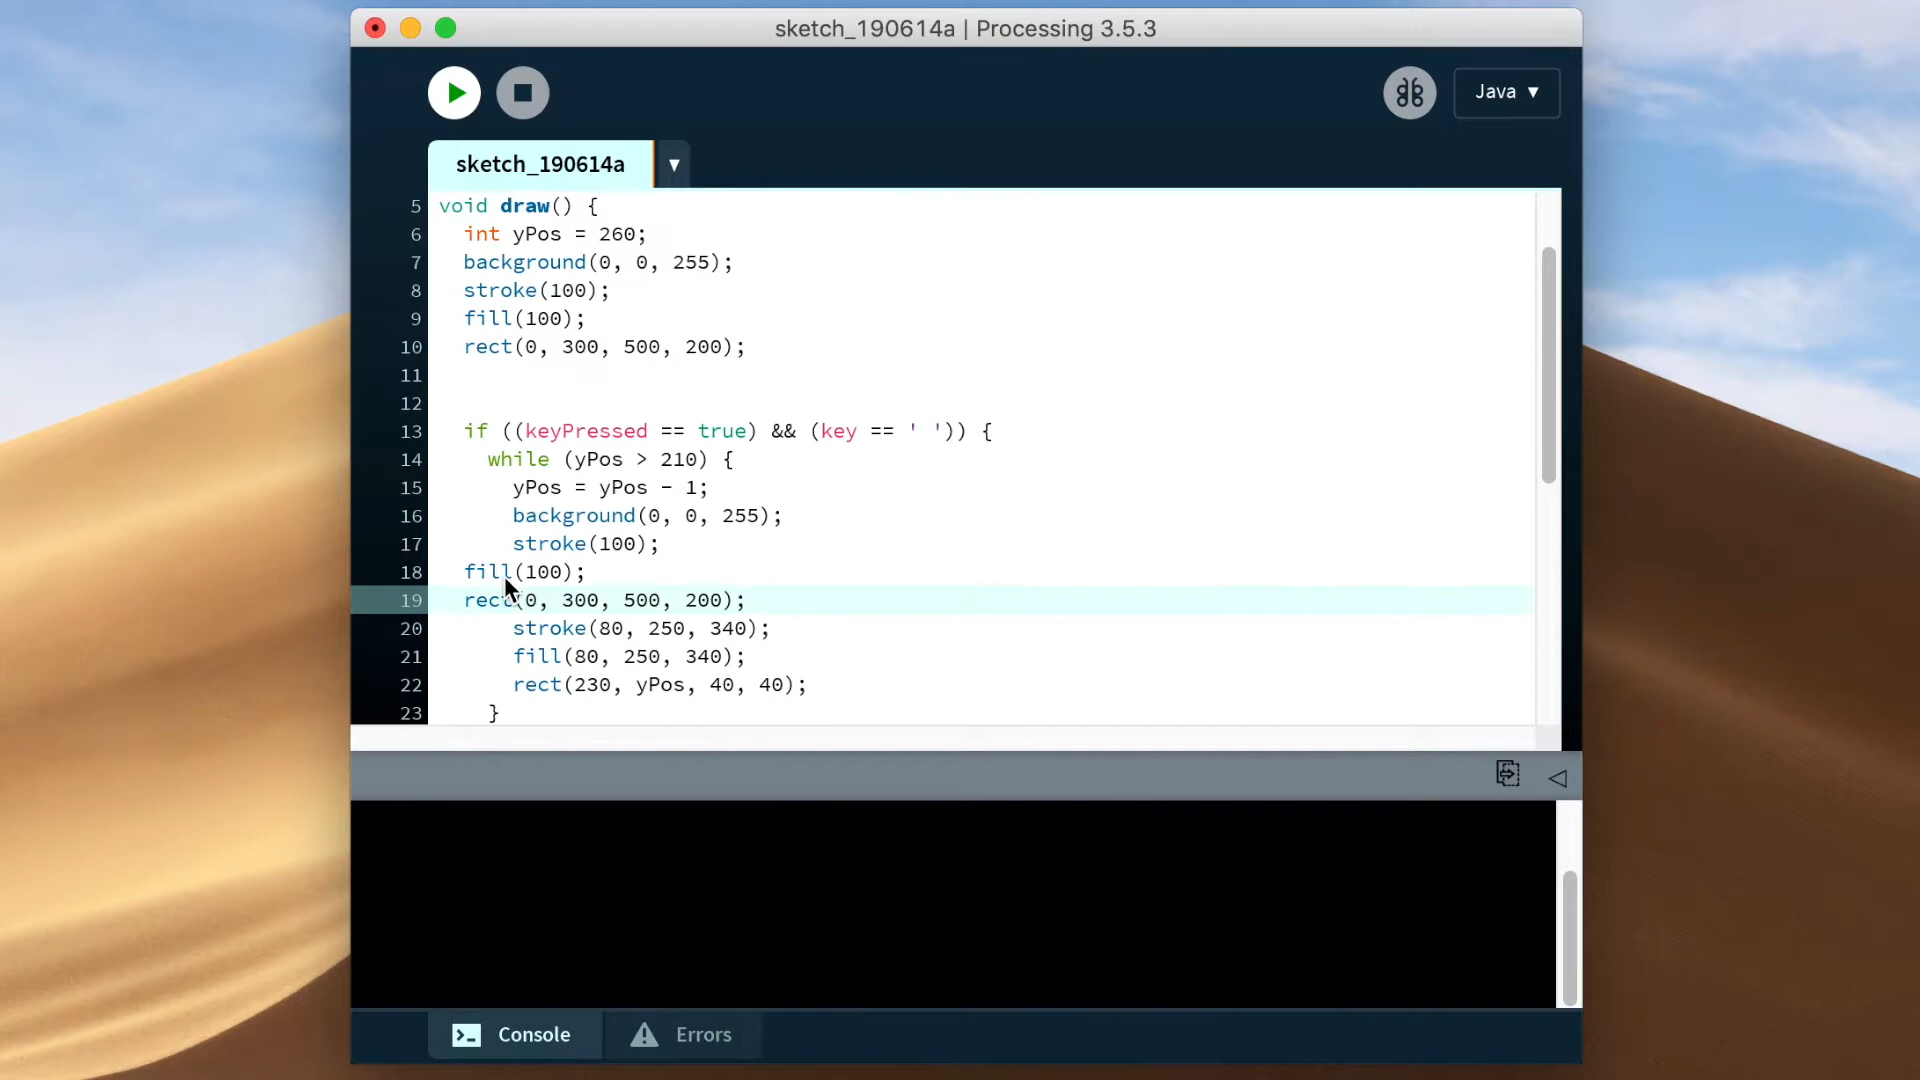 sketch_190614a | Processing 3.5.3
Java ▼
sketch_190614a ▼
5 void draw() {
6 int yPos = 260;
7 background(0, 0, 255);
8 stroke(100);
9 fill(100);
10 rect(0, 300, 500, 200);
11
12
13 if ((keyPressed == true) && (key == ' ')) {
14 while (yPos > 210) {
15 yPos = yPos - 1;
16 background(0, 0, 255);
17 stroke(100);
18 fill(100);
19 rect(0, 300, 500, 200);
20 stroke(80, 250, 340);
21 fill(80, 250, 340);
22 rect(230, yPos, 40, 40);
23 }
Console
Errors